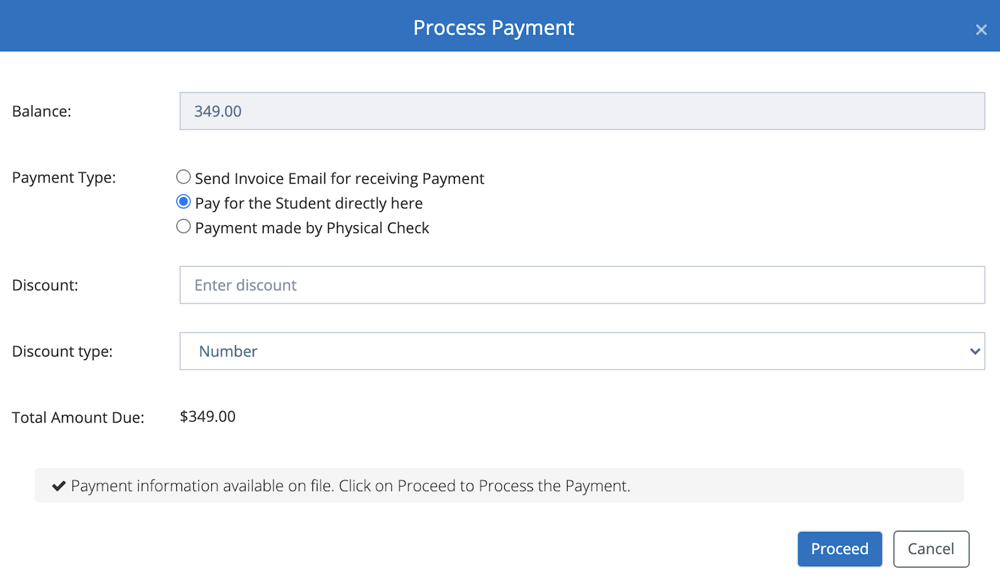 Process Payment
Balance: 349.00
Payment Type: Send Invoice Email for receiving Payment
Pay for the Student directly here
Payment made by Physical Check
Discount: Enter discount
Discount type: Number
Total Amount Due: $349.00
Payment information available on file. Click on Proceed to Process the Payment.
Proceed Cancel